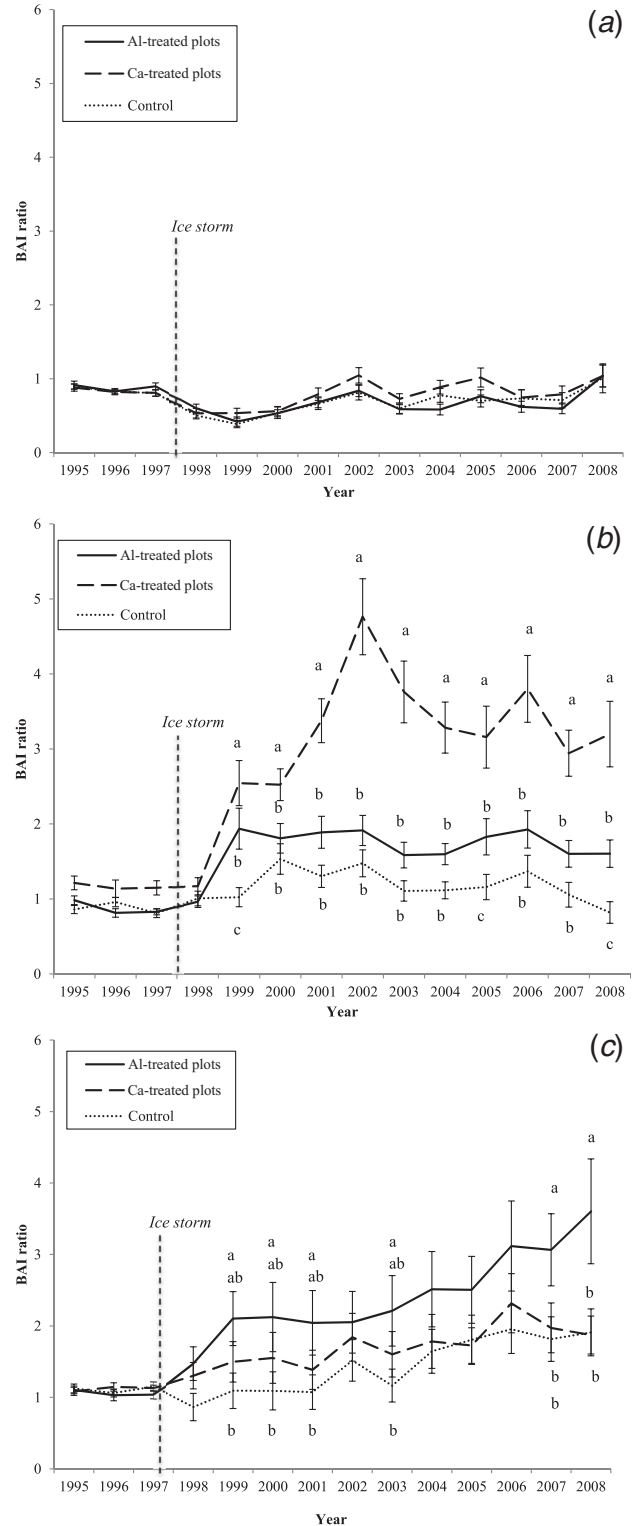 (a)
Al-treated plots
Ca-treated plots
Control
Ice storm
BAI ratio
6
5
4
3
2
1
0
1995 1996 1997 1998 1999 2000 2001 2002 2003 2004 2005 2006 2007 2008
Year
(b)
Al-treated plots
Ca-treated plots
Control
Ice storm
BAI ratio
6
5
4
3
2
1
0
a a a a a a a a a a
b b b b b b b b b
b b b b b c b b c
c
1995 1996 1997 1998 1999 2000 2001 2002 2003 2004 2005 2006 2007 2008
Year
(c)
Al-treated plots
Ca-treated plots
Control
Ice storm
BAI ratio
6
5
4
3
2
1
0
a a a a a a
ab ab ab ab
b
b b b b b b
b
1995 1996 1997 1998 1999 2000 2001 2002 2003 2004 2005 2006 2007 2008
Year